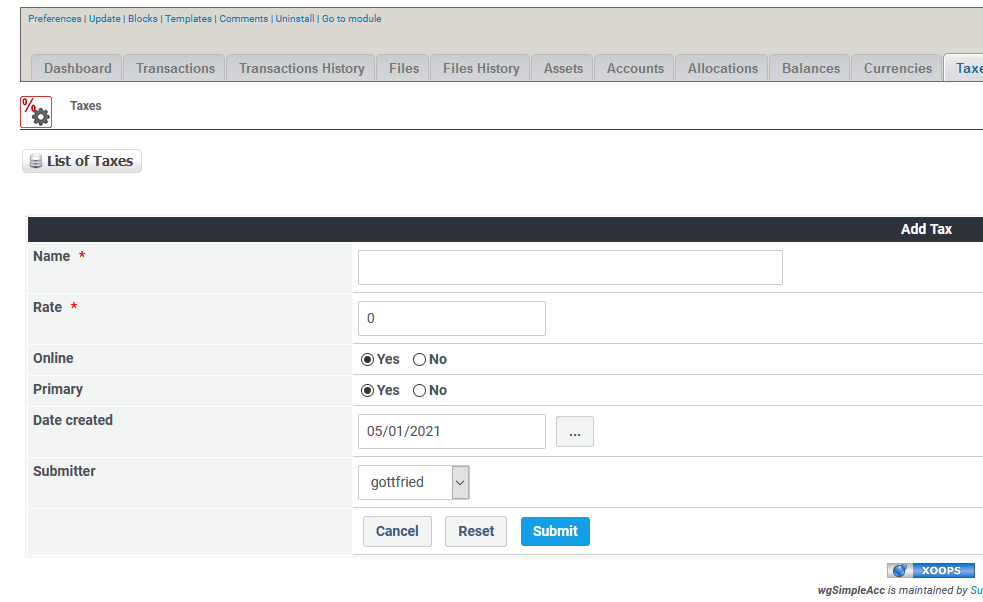 Preferences | Update | Blocks | Templates | Comments | Uninstall | Go to module
Dashboard Transactions Transactions History Files Files History Assets Accounts Allocations Balances Currencies Taxe
% Taxes
List of Taxes
Add Tax
Name *
Rate * 0
Online Yes No
Primary Yes No
Date created 05/01/2021 ...
Submitter gottfried
Cancel Reset Submit
XOOPS
wgSimpleAcc is maintained by Su